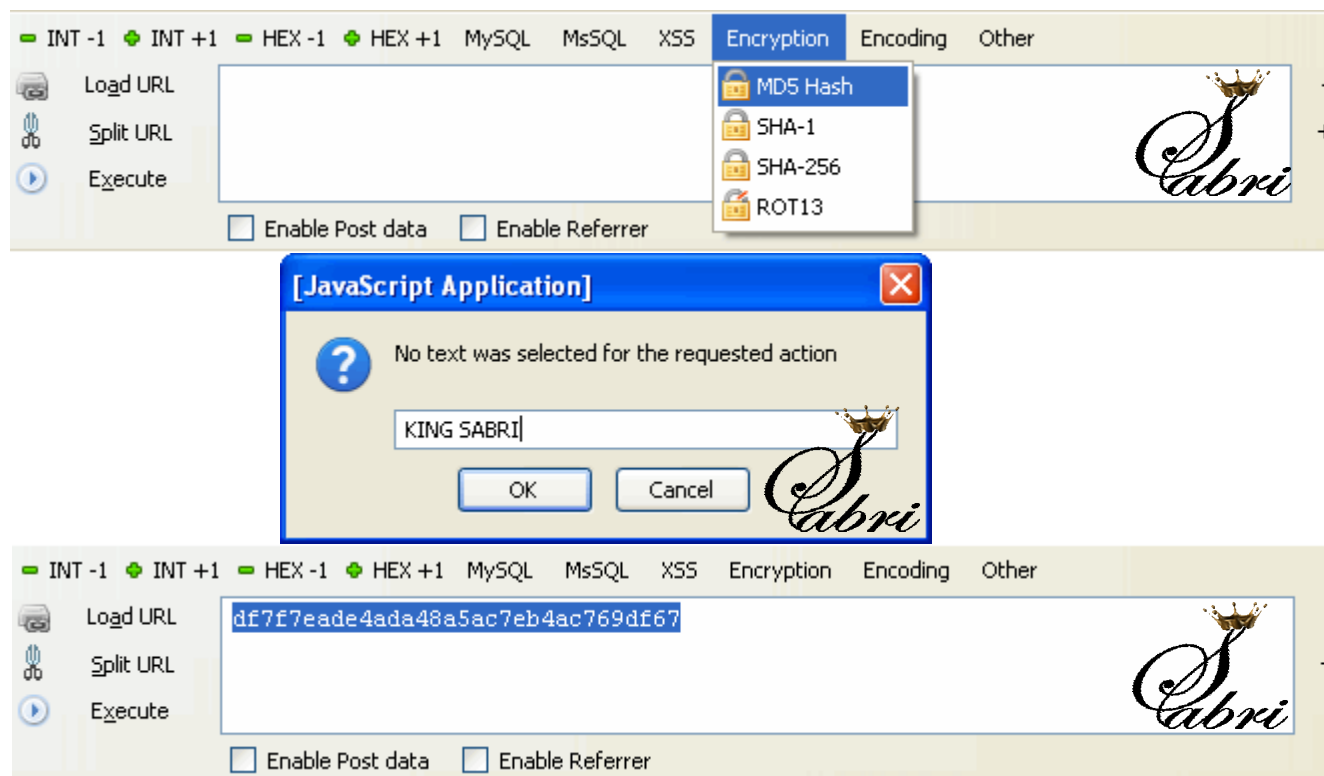 INT -1 INT +1 HEX -1 HEX +1 MySQL MsSQL XSS Encryption Encoding Other
Load URL
Split URL
Execute
MD5 Hash
SHA-1
SHA-256
ROT13
Sabri
Enable Post data Enable Referrer
[JavaScript Application]
No text was selected for the requested action
KING SABRI
OK Cancel
Sabri
INT -1 INT +1 HEX -1 HEX +1 MySQL MsSQL XSS Encryption Encoding Other
Load URL df7f7eade4ada48a5ac7eb4ac769df67
Split URL
Execute
Sabri
Enable Post data Enable Referrer